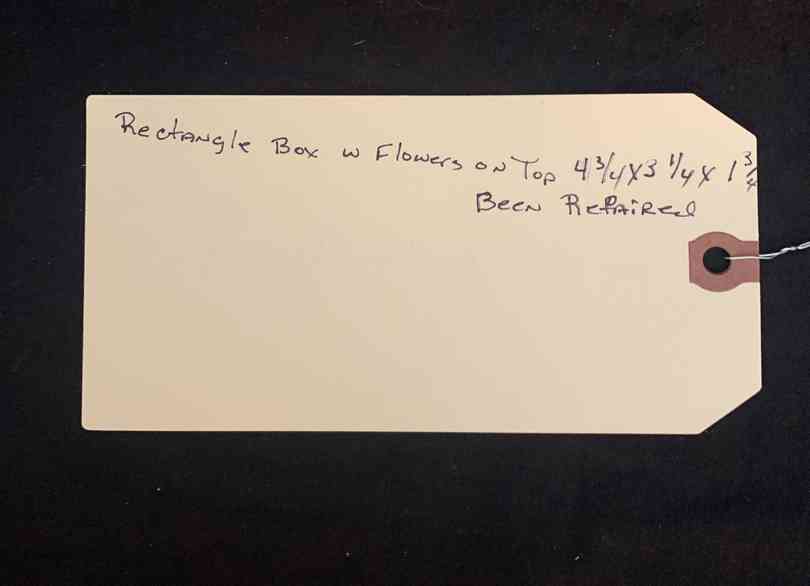 Rectangle Box w Flowers on Top 4 3/4 x 3 1/4 x 1 3/4
Been Repaired